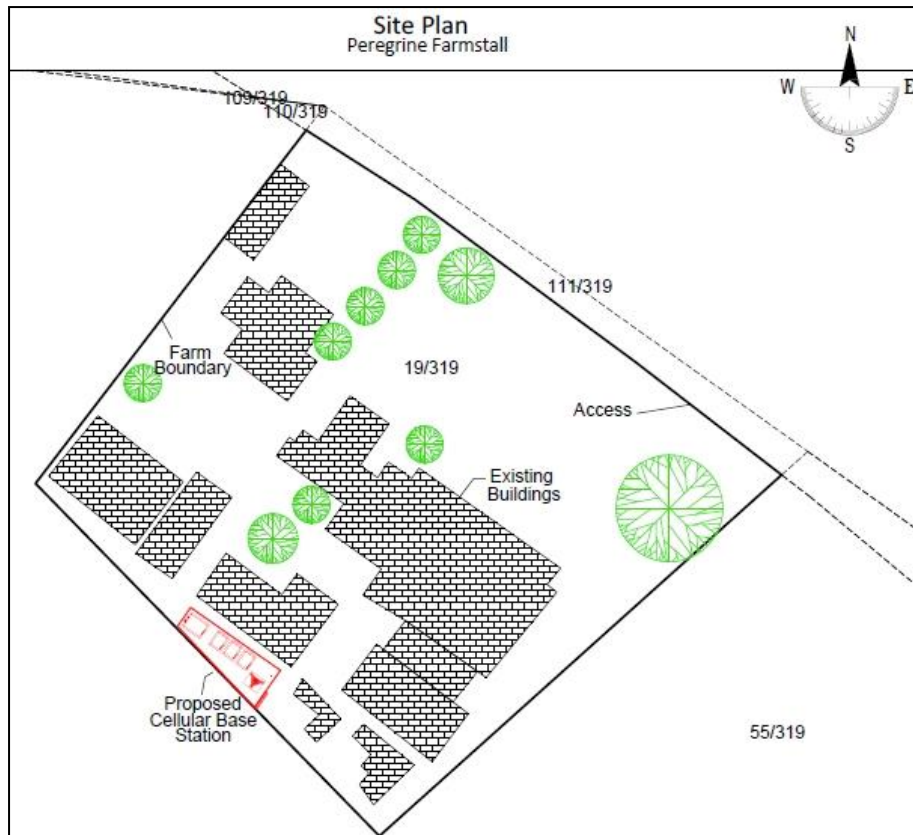 Site Plan
Peregrine Farmstall
N
W
E
S
109/319
110/319
111/319
Farm
Boundary
19/319
Access
Existing
Buildings
Proposed
Cellular Base
Station
55/319